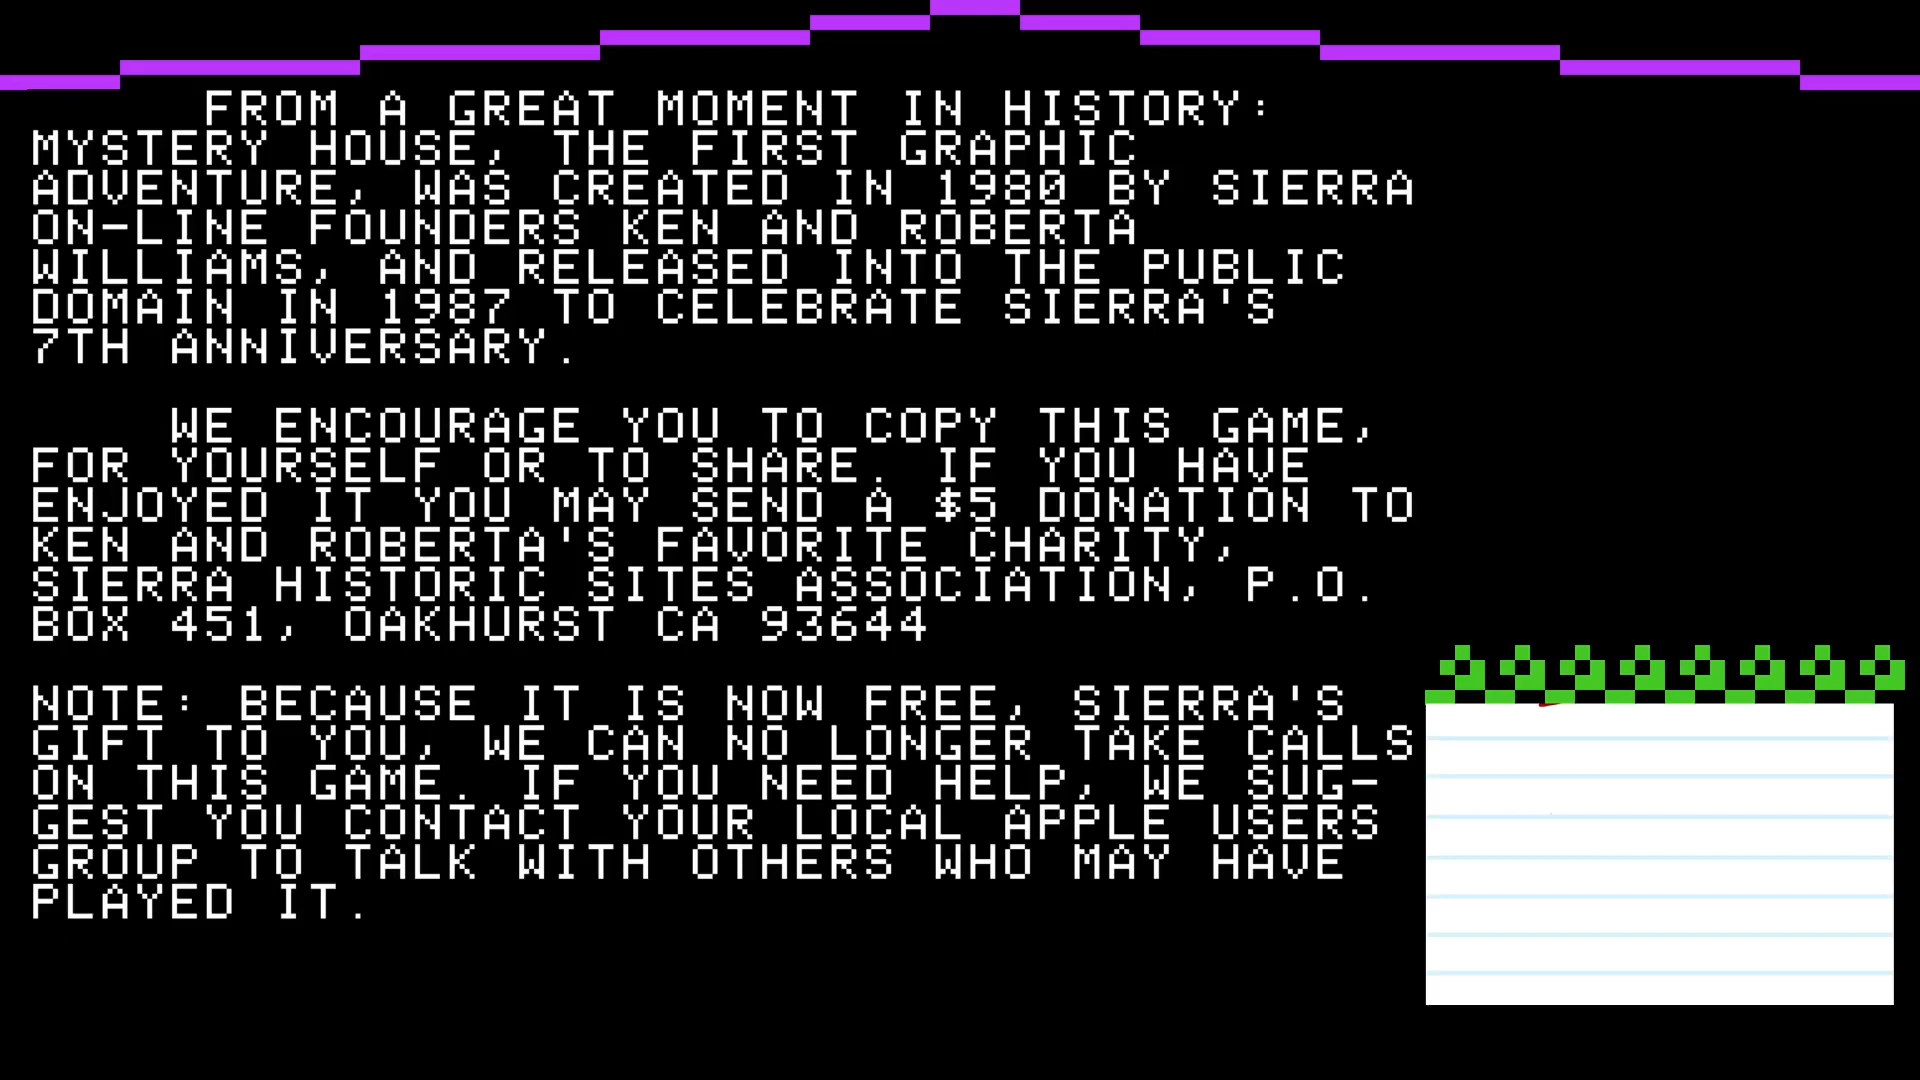 FROM A GREAT MOMENT IN HISTORY:
MYSTERY HOUSE, THE FIRST GRAPHIC
ADVENTURE, WAS CREATED IN 1980 BY SIERRA
ON-LINE FOUNDERS KEN AND ROBERTA
WILLIAMS, AND RELEASED INTO THE PUBLIC
DOMAIN IN 1987 TO CELEBRATE SIERRA'S
7TH ANNIVERSARY.
WE ENCOURAGE YOU TO COPY THIS GAME,
FOR YOURSELF OR TO SHARE. IF YOU HAVE
ENJOYED IT YOU MAY SEND A $5 DONATION TO
KEN AND ROBERTA'S FAVORITE CHARITY,
SIERRA HISTORIC SITES ASSOCIATION, P.O.
BOX 451, OAKHURST CA 93644
NOTE: BECAUSE IT IS NOW FREE, SIERRA'S
GIFT TO YOU, WE CAN NO LONGER TAKE CALLS
ON THIS GAME. IF YOU NEED HELP, WE SUG-
GEST YOU CONTACT YOUR LOCAL APPLE USERS
GROUP TO TALK WITH OTHERS WHO MAY HAVE
PLAYED IT.